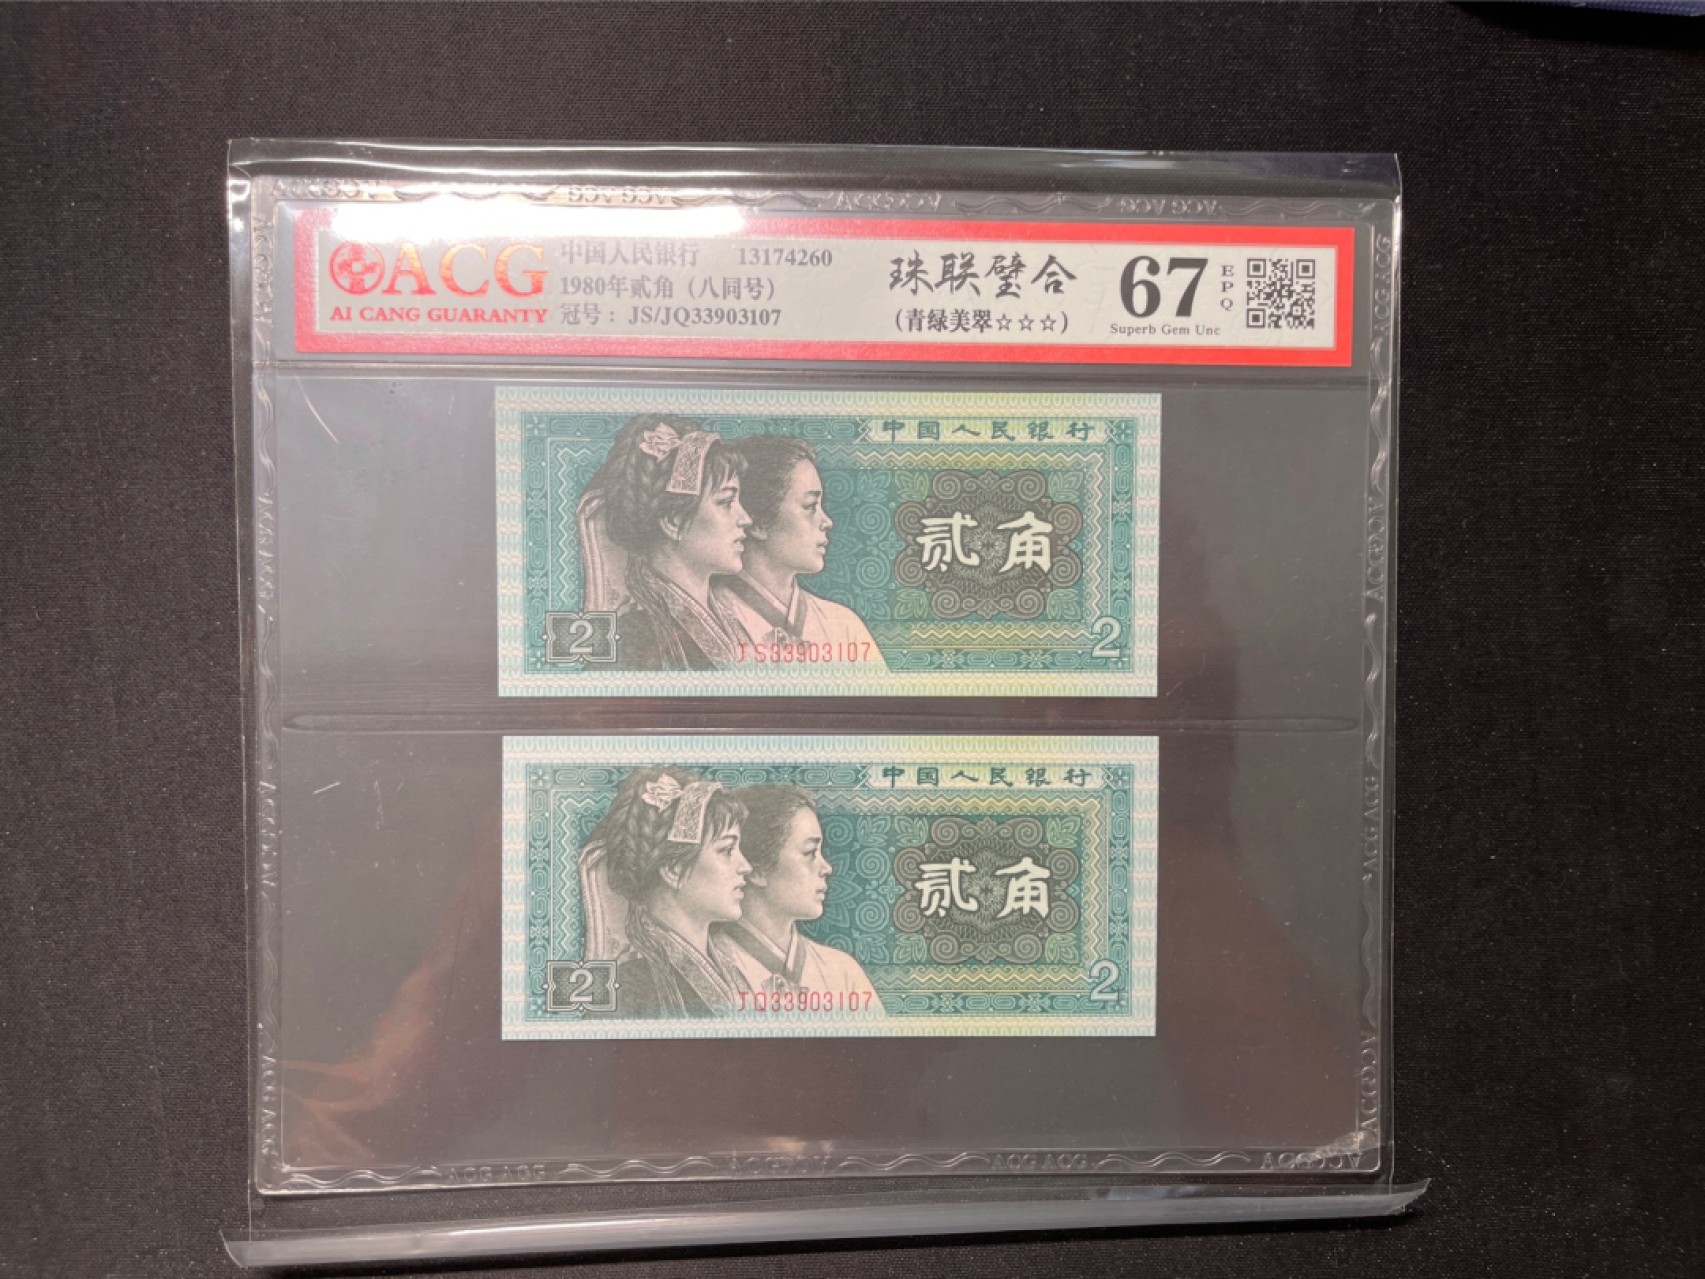 ACG
AI CANG GUARANTY
中国人民银行 13174260
1980年贰角（八同号）
冠号：JS/JQ33903107
珠联璧合
（青绿美翠☆☆☆）
67
EPQ
Superb Gem Unc
中国人民银行
贰角
2
JS33903107
2
中国人民银行
贰角
2
JQ33903107
2